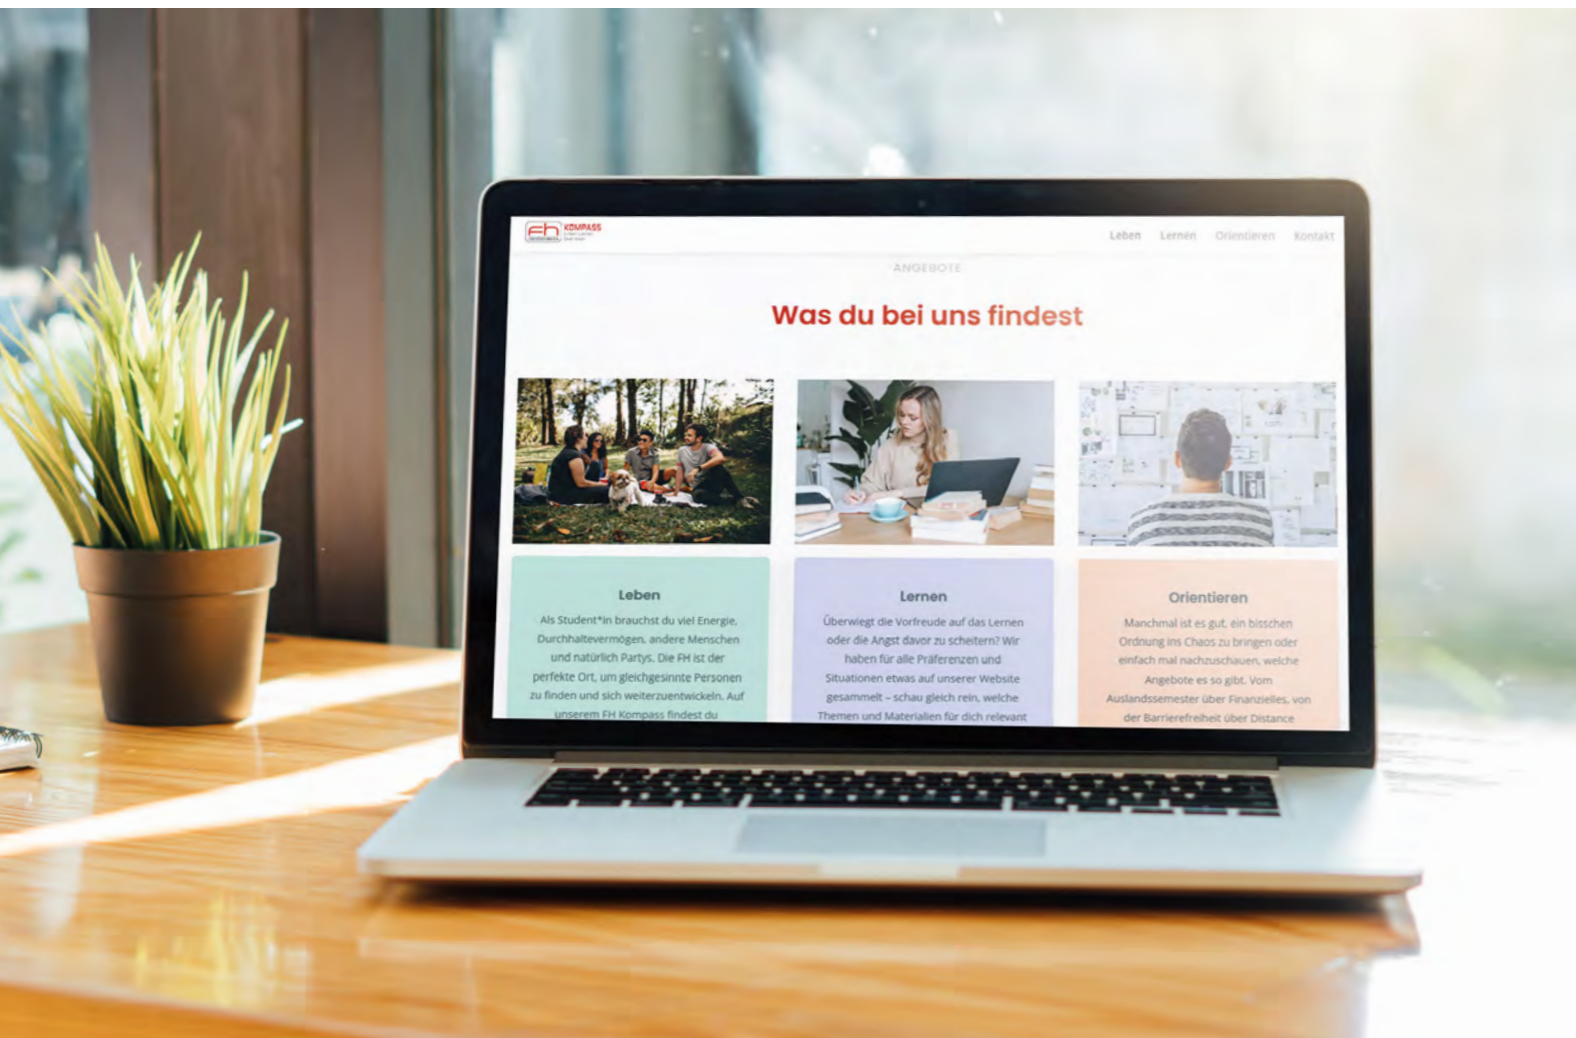 Fh KOMPASS
Leben Lernen Orientieren Kontakt
ANGEBOTE
Was du bei uns findest
Leben
Als Student*in brauchst du viel Energie,
Durchhaltevermögen, andere Menschen
und natürlich Partys. Die FH ist der
perfekte Ort, um gleichgesinnte Personen
zu finden und sich weiterzuentwickeln. Auf
unserem FH Kompass findest du
Lernen
Überwiegt die Vorfreude auf das Lernen
oder die Angst davor zu scheitern? Wir
haben für alle Präferenzen und
Situationen etwas auf unserer Website
gesammelt – schau gleich rein, welche
Themen und Materialien für dich relevant
Orientieren
Manchmal ist es gut, ein bisschen
Ordnung ins Chaos zu bringen oder
einfach mal nachzuschauen, welche
Angebote es so gibt. Vom
Auslandssemester über Finanzielles, von
der Barrierefreiheit über Distance